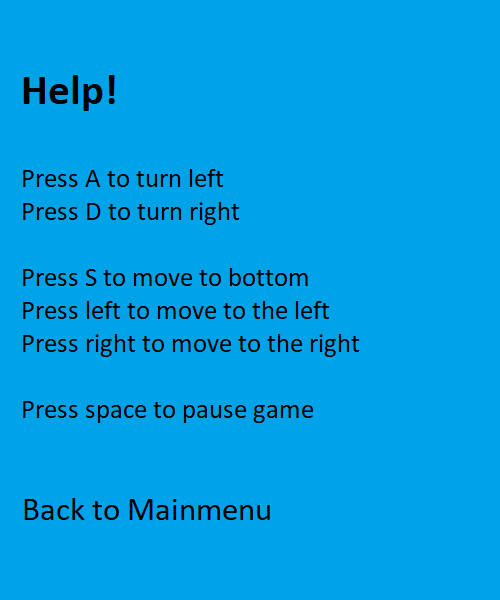 Help!
Press A to turn left
Press D to turn right
Press S to move to bottom
Press left to move to the left
Press right to move to the right
Press space to pause game
Back to Mainmenu